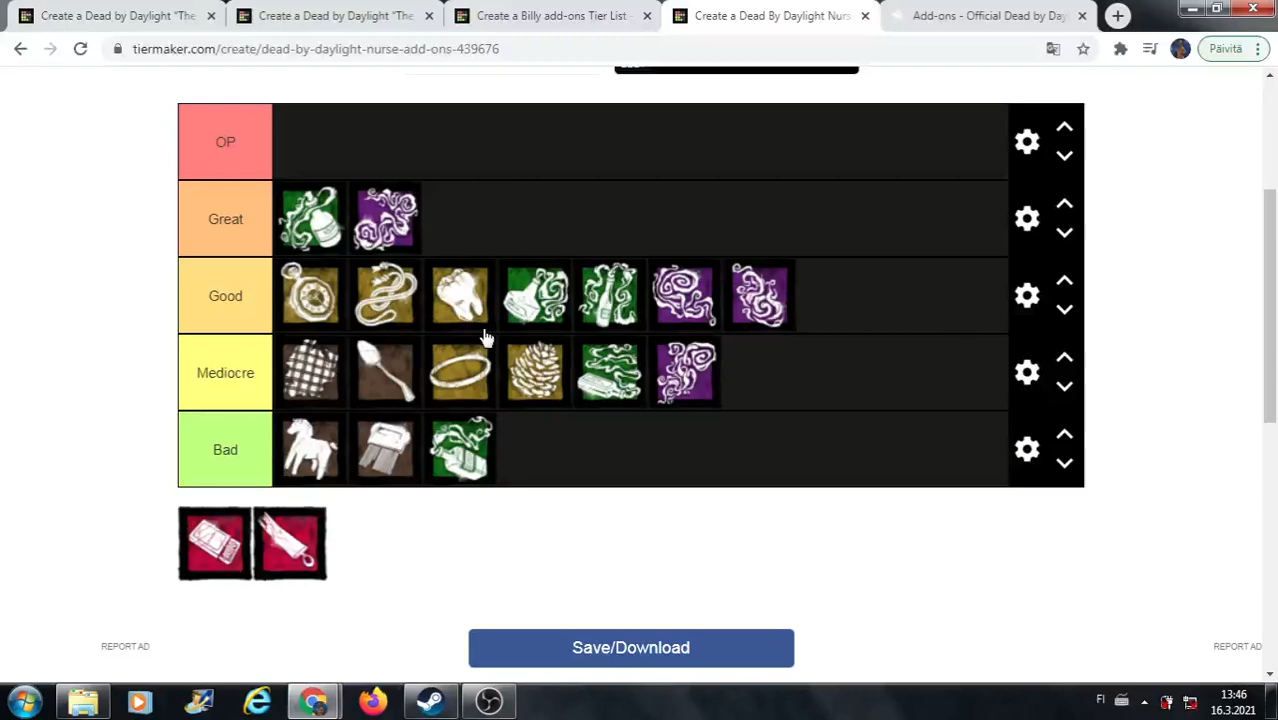 Create a Dead by Daylight "The
Create a Dead by Daylight "The
Create a Billy add-ons Tier List -
Create a Dead By Daylight Nurs
Add-ons - Official Dead by Day
tiermaker.com/create/dead-by-daylight-nurse-add-ons-439676
Päivitä
OP
Great
Good
Mediocre
Bad
REPORT AD
Save/Download
REPORT AD
FI
13:46
16.3.2021